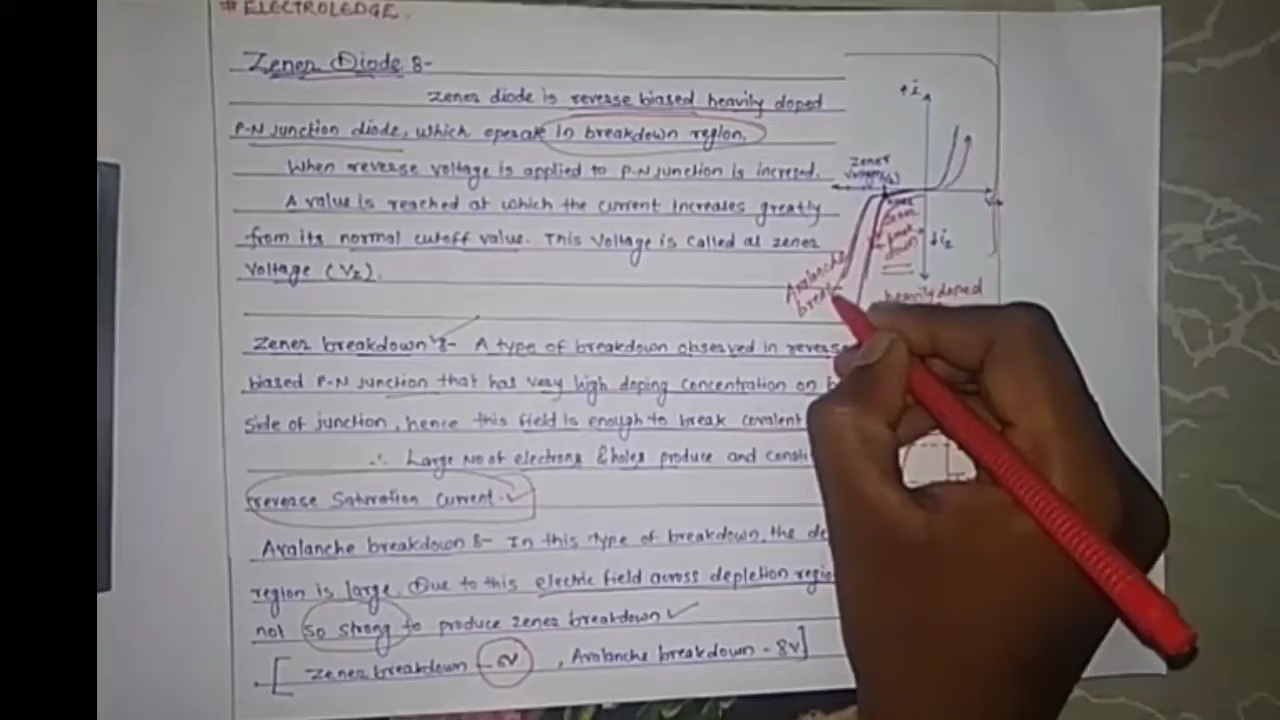 #ELECTROLEDGE.
Zener Diode :-
Zener diode is reverse biased heavily doped
P-N junction diode, which operate in breakdown region.
When reverse voltage is applied to P-N junction is incresed.
A value is reached at which the current increases greatly
from its normal cutoff value. This voltage is called as zener
voltage (Vz).
Zener breakdown :- A type of breakdown observed in reverse
biased P-N junction that has very high doping concentration on
side of junction, hence this field is enough to break covalent
∴ Large No of electrons & holes produce and
reverse Saturation Current.
Avalanche breakdown :- In this type of breakdown, the
region is large. Due to this electric field across depletion
not so strong to produce zener breakdown
[ Zener breakdown - 6V , Avalanche breakdown - 8V]
zener
voltage
Zener
break
down
Avalanche
heavily doped